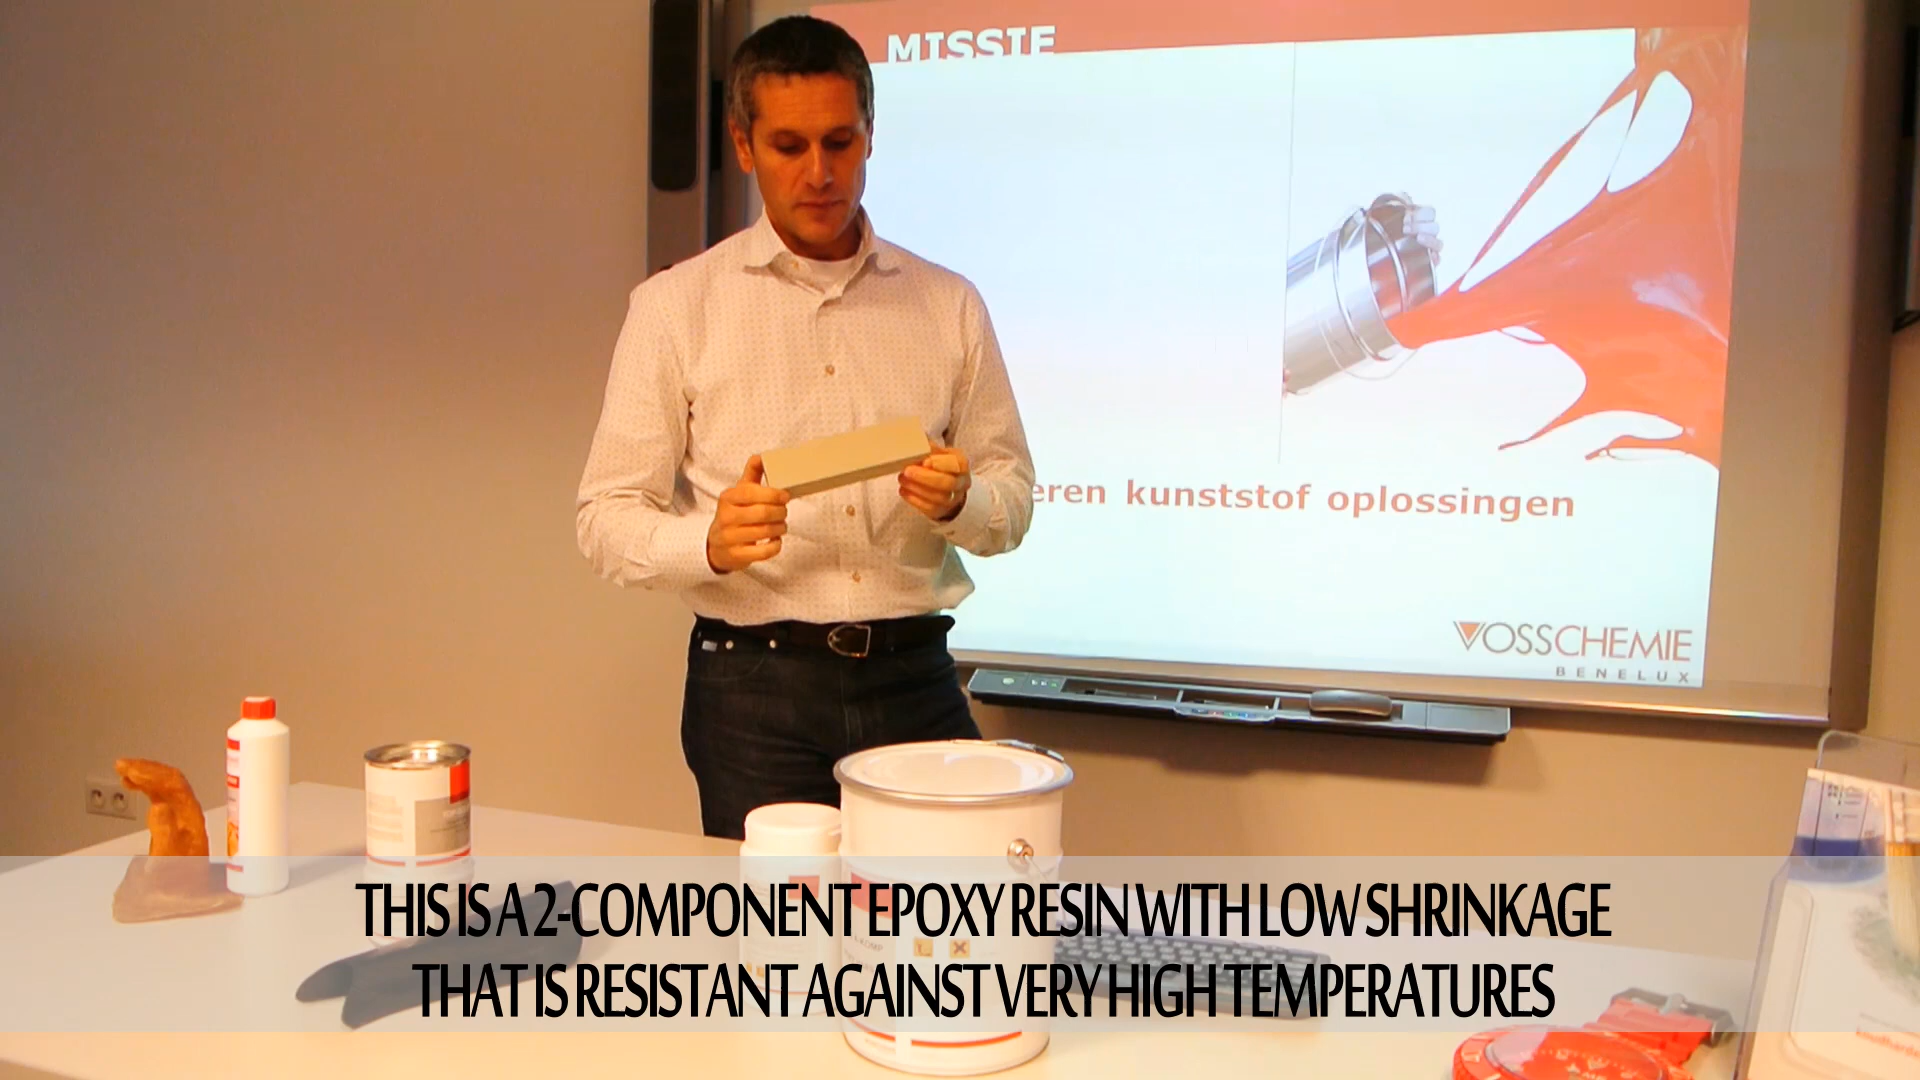 MISSIE
eren kunststof oplossingen
VOSSCHEMIE
BENELUX
THIS IS A 2-COMPONENT EPOXY RESIN WITH LOW SHRINKAGE
THAT IS RESISTANT AGAINST VERY HIGH TEMPERATURES